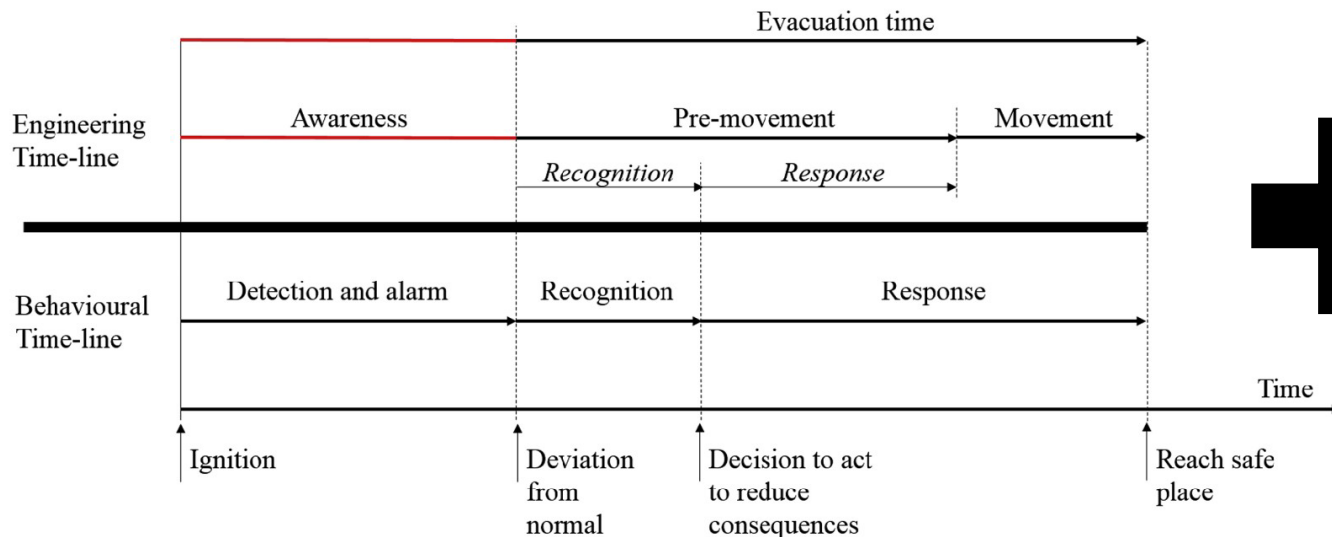 Evacuation time
Engineering
Time-line
Awareness
Pre-movement
Movement
Recognition
Response
Behavioural
Time-line
Detection and alarm
Recognition
Response
Time
Ignition
Deviation
from
normal
Decision to act
to reduce
consequences
Reach safe
place